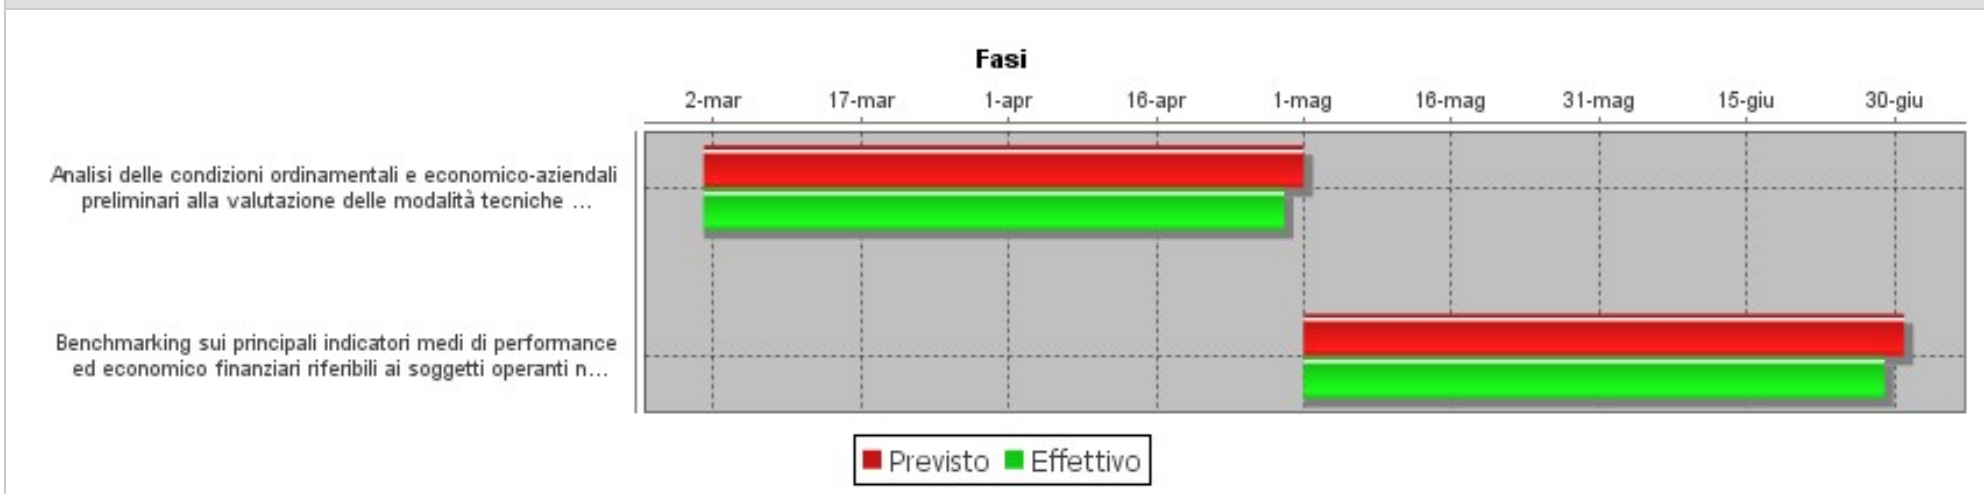 Fasi
2-mar 17-mar 1-apr 16-apr 1-mag 16-mag 31-mag 15-giu 30-giu
Analisi delle condizioni ordinamentali e economico-aziendali
preliminari alla valutazione delle modalità tecniche ...
Benchmarking sui principali indicatori medi di performance
ed economico finanziari riferibili ai soggetti operanti n...
Previsto Effettivo